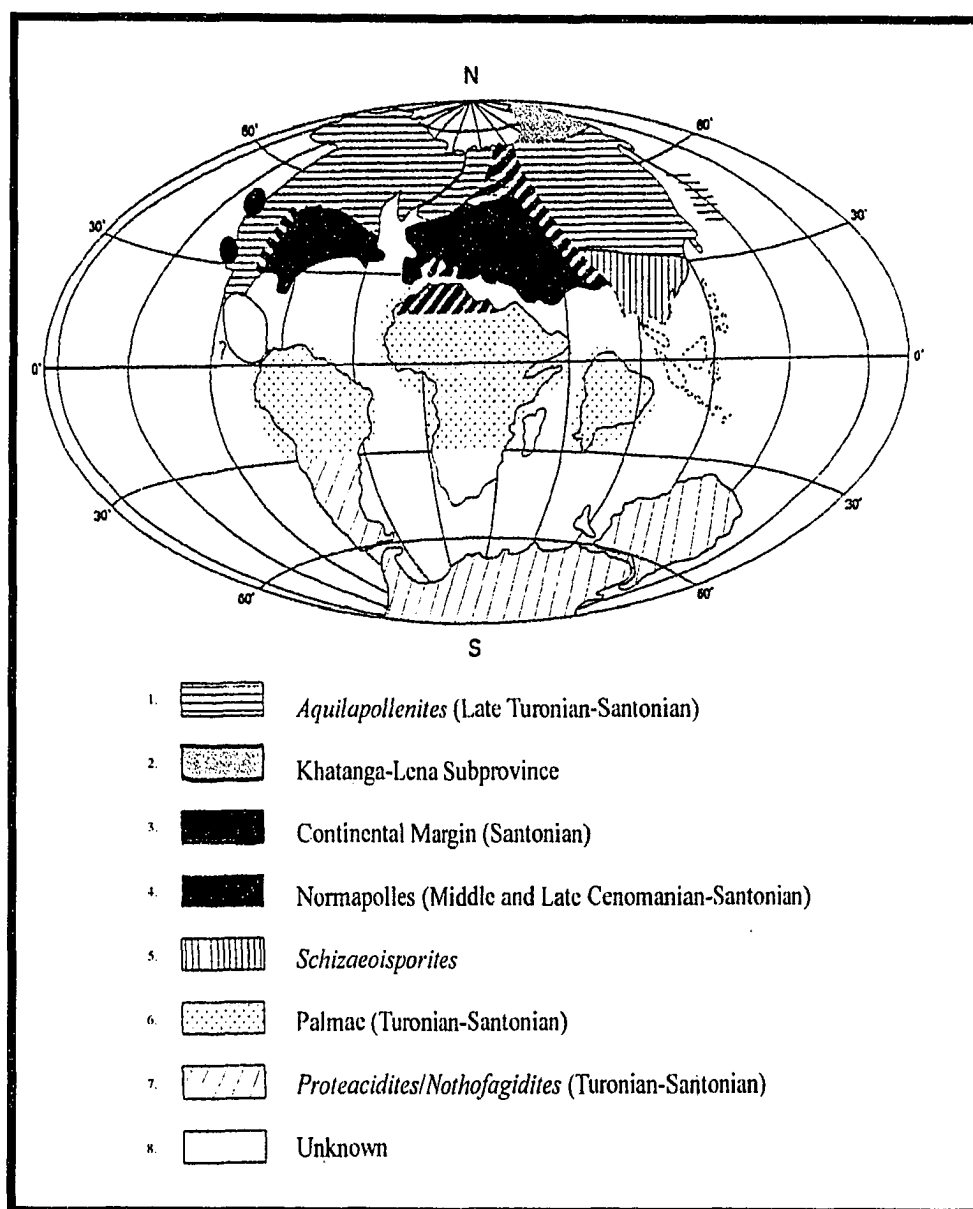 N
60'
60'
30'
30'
?
0'
0'
30'
30'
60'
60'
S
1. Aquilapollenites (Late Turonian-Santonian)
2. Khatanga-Lena Subprovince
3. Continental Margin (Santonian)
4. Normapolles (Middle and Late Cenomanian-Santonian)
5. Schizaeoisporites
6. Palmae (Turonian-Santonian)
7. Proteacidites/Nothofagidites (Turonian-Santonian)
8. Unknown